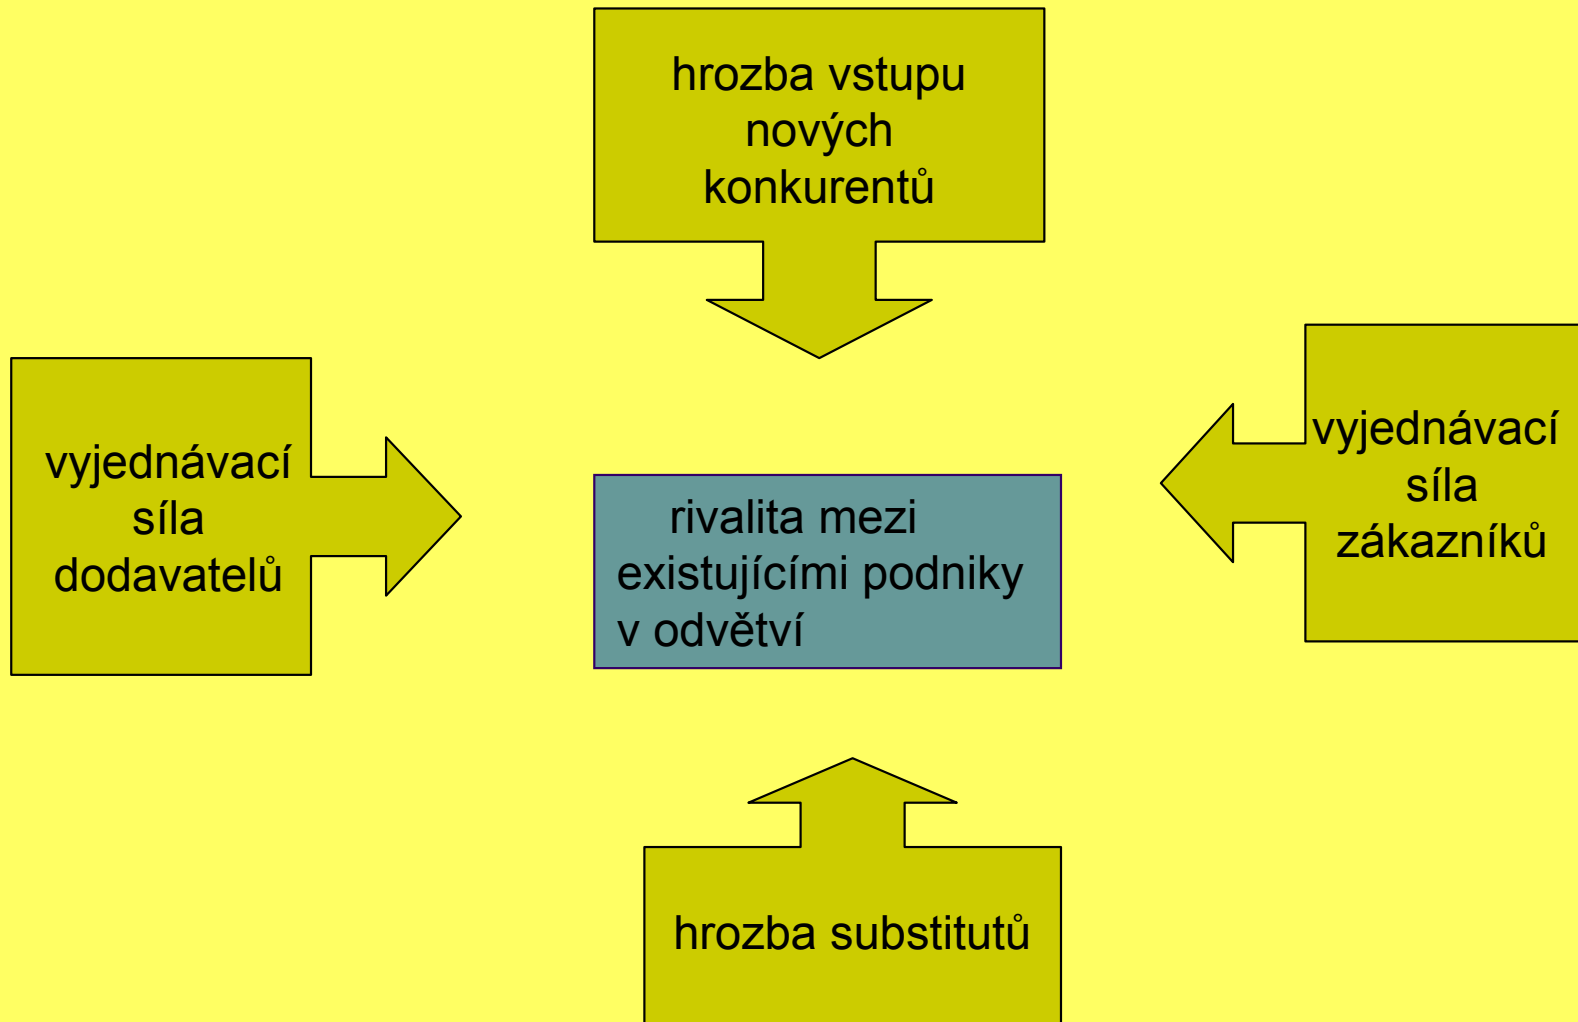 hrozba vstupu
nových
konkurentů
vyjednávací
síla
dodavatelů
rivalita mezi
existujícími podniky
v odvětví
vyjednávací
síla
zákazníků
hrozba substitutů